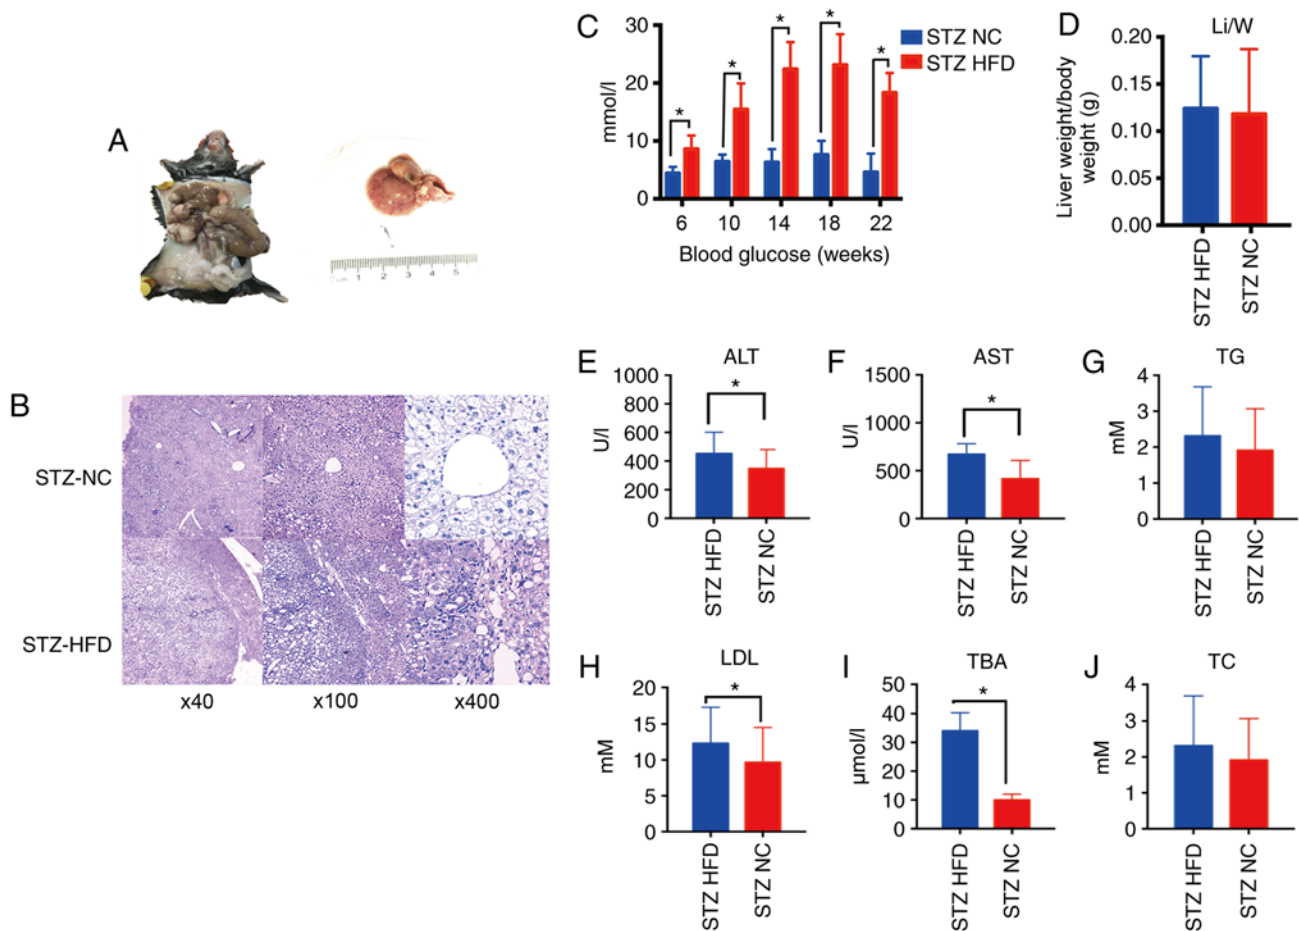 A
1 2 3 4 5
B
STZ-NC
STZ-HFD
x40 x100 x400
C
mmol/l
30
20
10
0
* * * * *
STZ NC
STZ HFD
6 10 14 18 22
Blood glucose (weeks)
D
Li/W
Liver weight/body
weight (g)
0.20
0.15
0.10
0.05
0.00
STZ HFD
STZ NC
E
ALT
U/l
1000
800
600
400
200
0
*
STZ HFD
STZ NC
F
AST
U/l
1500
1000
500
0
*
STZ HFD
STZ NC
G
TG
mM
4
3
2
1
0
STZ HFD
STZ NC
H
LDL
mM
20
15
10
5
0
*
STZ HFD
STZ NC
I
TBA
µmol/l
50
40
30
20
10
0
*
STZ HFD
STZ NC
J
TC
mM
4
3
2
1
0
STZ HFD
STZ NC